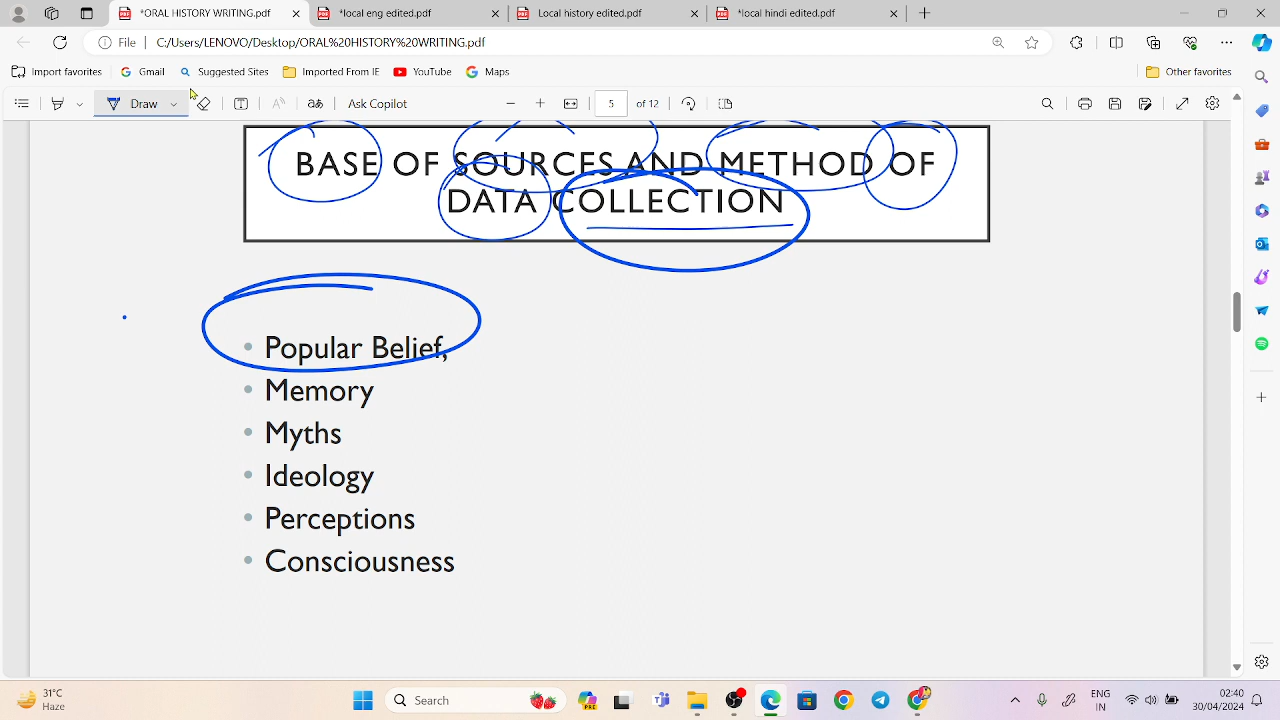 *ORAL HISTORY WRITING.pdf
*local eng edited.pdf
Local history edited.pdf
*local hindi edited.pdf
File
C:/Users/LENOVO/Desktop/ORAL%20HISTORY%20WRITING.pdf
Import favorites
Gmail
Suggested Sites
Imported From IE
YouTube
Maps
Other favorites
Draw
Ask Copilot
5 of 12
BASE OF SOURCES AND METHOD OF
DATA COLLECTION
Popular Belief,
Memory
Myths
Ideology
Perceptions
Consciousness
31°C
Haze
Search
ENG
IN
02:40